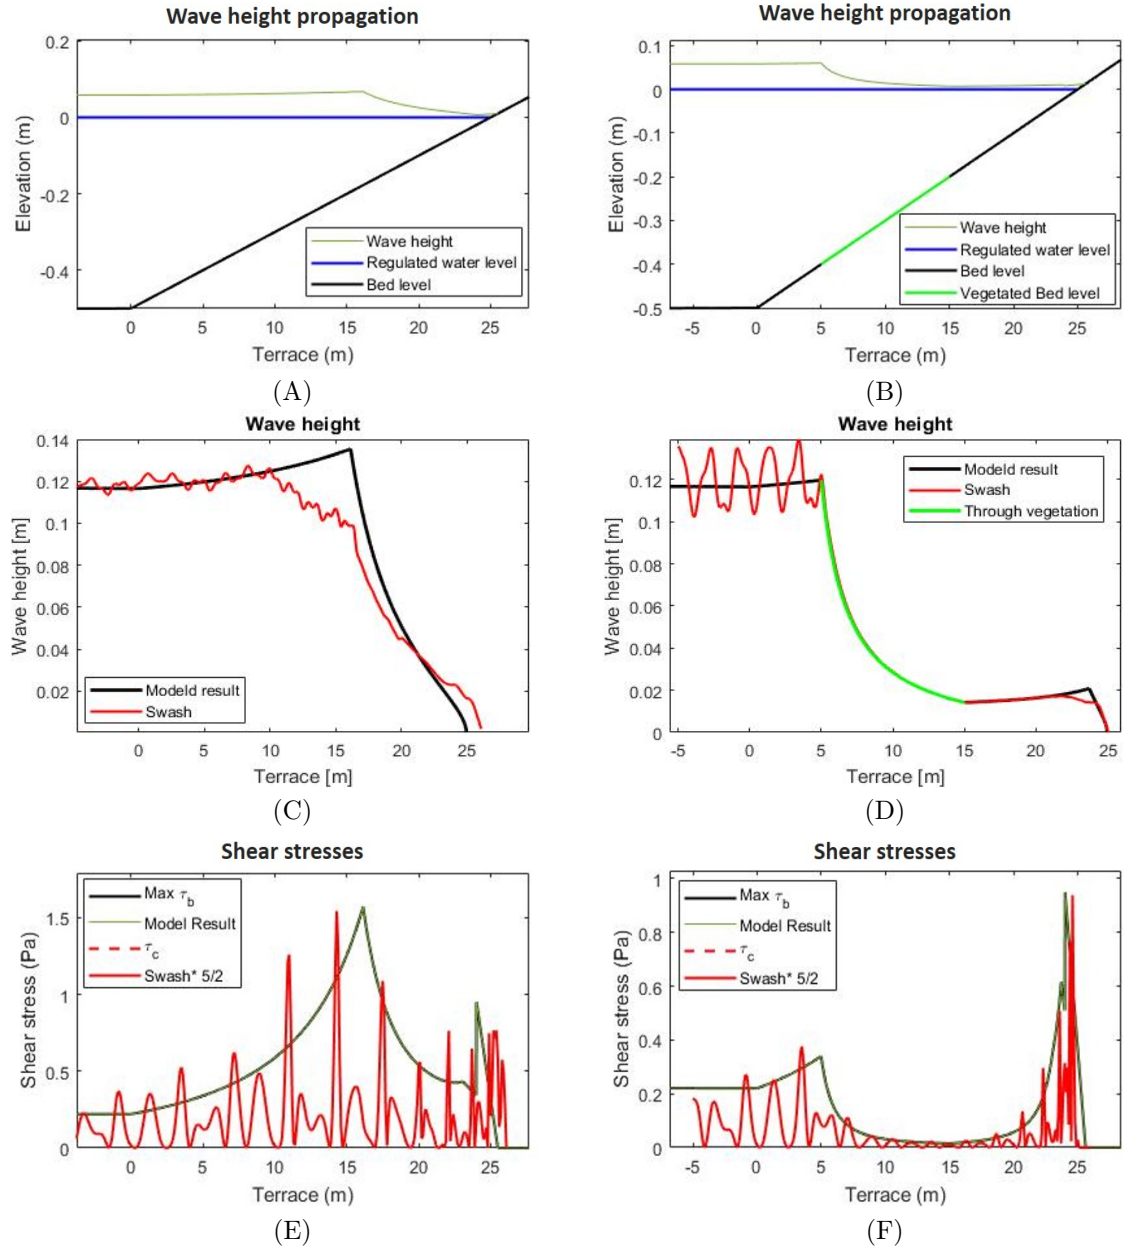 Wave height propagation
0.2
0
-0.2
-0.4
Elevation (m)
Wave height
Regulated water level
Bed level
0 5 10 15 20 25
Terrace (m)
(A)
Wave height propagation
0.1
0
-0.1
-0.2
-0.3
-0.4
-0.5
Elevation (m)
Wave height
Regulated water level
Bed level
Vegetated Bed level
-5 0 5 10 15 20 25
Terrace (m)
(B)
Wave height
0.14
0.12
0.1
0.08
0.06
0.04
0.02
Wave height [m]
Modeld result
Swash
0 5 10 15 20 25
Terrace [m]
(C)
Wave height
0.12
0.1
0.08
0.06
0.04
0.02
0
Wave height [m]
Modeld result
Swash
Through vegetation
-5 0 5 10 15 20 25
Terrace [m]
(D)
Shear stresses
1.5
1
0.5
0
Shear stress (Pa)
Max τb
Model Result
τc
Swash* 5/2
0 5 10 15 20 25
Terrace (m)
(E)
Shear stresses
1
0.8
0.6
0.4
0.2
0
Shear stress (Pa)
Max τb
Model Result
τc
Swash* 5/2
-5 0 5 10 15 20 25
Terrace (m)
(F)